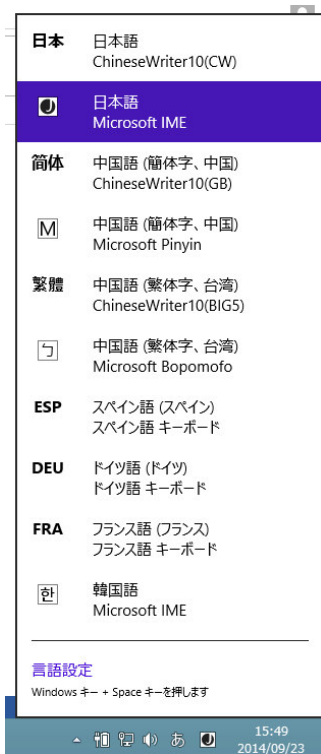 日本 日本語
ChineseWriter10(CW)
日本語
Microsoft IME
简体 中国語 (簡体字、中国)
ChineseWriter10(GB)
M 中国語 (簡体字、中国)
Microsoft Pinyin
繁體 中国語 (繁体字、台湾)
ChineseWriter10(BIG5)
ㄅ 中国語 (繁体字、台湾)
Microsoft Bopomofo
ESP スペイン語 (スペイン)
スペイン語 キーボード
DEU ドイツ語 (ドイツ)
ドイツ語 キーボード
FRA フランス語 (フランス)
フランス語 キーボード
한 韓国語
Microsoft IME
言語設定
Windows キー + Space キーを押します
あ 15:49
2014/09/23